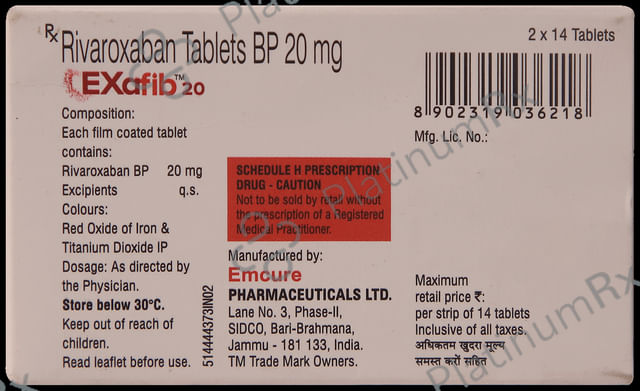 Rx Rivaroxaban Tablets BP 20 mg
2 x 14 Tablets
EXafib™ 20
8 902319 036218
Mfg. Lic. No.:
Composition:
Each film coated tablet
contains:
Rivaroxaban BP 20 mg
Excipients q.s.
Colours:
Red Oxide of Iron &
Titanium Dioxide IP
Dosage: As directed by
the Physician.
Store below 30°C.
Keep out of reach of
children.
Read leaflet before use.
514444373IN02
SCHEDULE H PRESCRIPTION
DRUG - CAUTION
Not to be sold by retail without
the prescription of a Registered
Medical Practitioner.
Manufactured by:
Emcure
PHARMACEUTICALS LTD.
Lane No. 3, Phase-II,
SIDCO, Bari-Brahmana,
Jammu - 181 133, India.
TM Trade Mark Owners.
Maximum
retail price ₹:
per strip of 14 tablets
Inclusive of all taxes.
अधिकतम खुदरा मूल्य
समस्त करों सहित
PlatinumRx
PlatinumRx
PlatinumRx